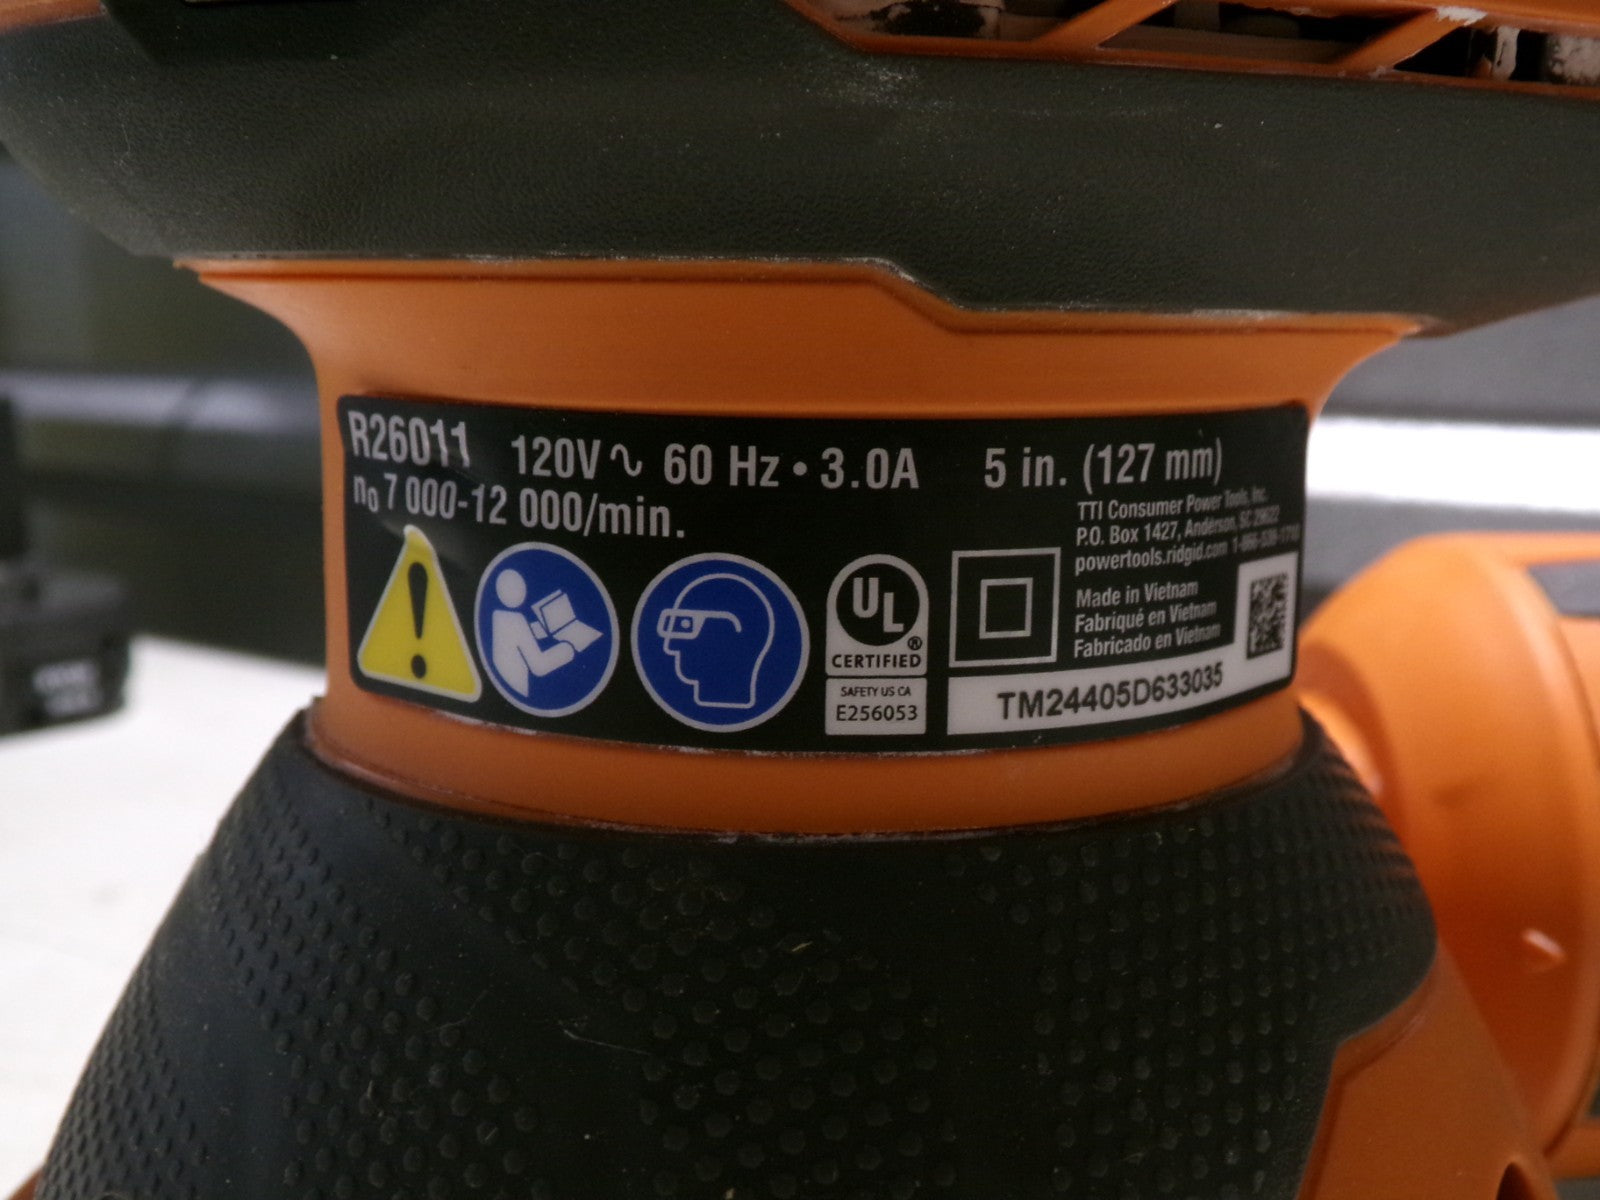 R26011 120V ∿ 60 Hz • 3.0A 5 in. (127 mm)
n₀ 7 000-12 000/min.
TTI Consumer Power Tools, Inc.
P.O. Box 1427, Anderson, SC 29622
powertools.ridgid.com
Made in Vietnam
Fabriqué en Vietnam
Fabricado en Vietnam
UL
®
CERTIFIED
SAFETY US CA
E256053
TM24405D633035